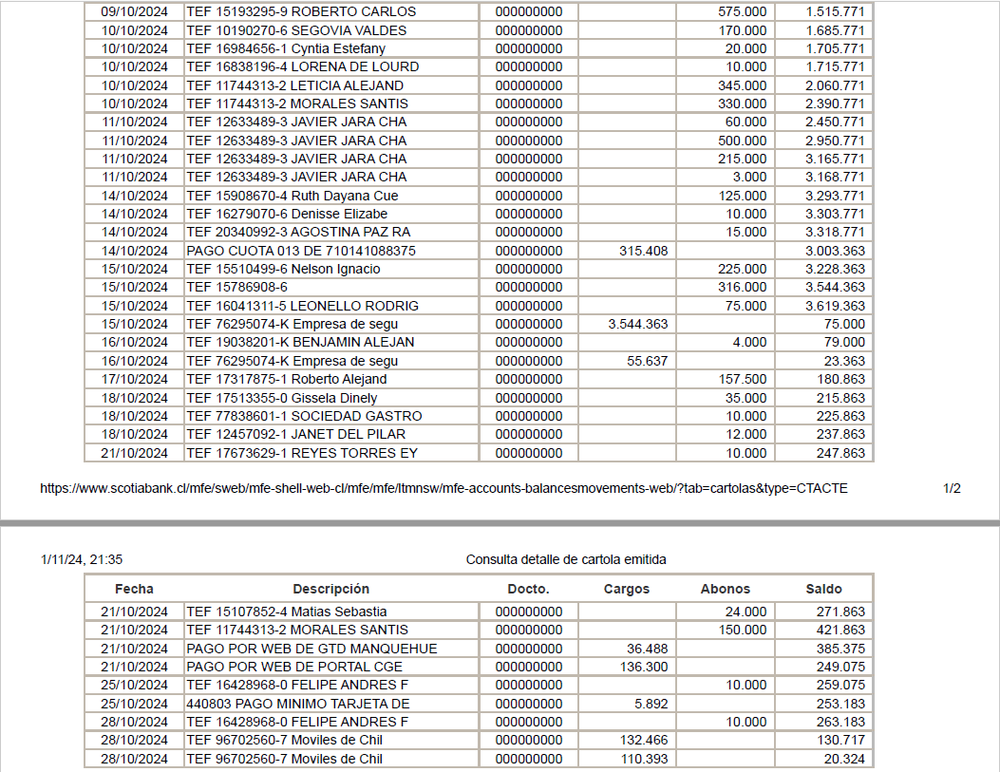 09/10/2024 TEF 15193295-9 ROBERTO CARLOS 000000000 575.000 1.515.771
10/10/2024 TEF 10190270-6 SEGOVIA VALDES 000000000 170.000 1.685.771
10/10/2024 TEF 16984656-1 Cyntia Estefany 000000000 20.000 1.705.771
10/10/2024 TEF 16838196-4 LORENA DE LOURD 000000000 10.000 1.715.771
10/10/2024 TEF 11744313-2 LETICIA ALEJAND 000000000 345.000 2.060.771
10/10/2024 TEF 11744313-2 MORALES SANTIS 000000000 330.000 2.390.771
11/10/2024 TEF 12633489-3 JAVIER JARA CHA 000000000 60.000 2.450.771
11/10/2024 TEF 12633489-3 JAVIER JARA CHA 000000000 500.000 2.950.771
11/10/2024 TEF 12633489-3 JAVIER JARA CHA 000000000 215.000 3.165.771
11/10/2024 TEF 12633489-3 JAVIER JARA CHA 000000000 3.000 3.168.771
14/10/2024 TEF 15908670-4 Ruth Dayana Cue 000000000 125.000 3.293.771
14/10/2024 TEF 16279070-6 Denisse Elizabe 000000000 10.000 3.303.771
14/10/2024 TEF 20340992-3 AGOSTINA PAZ RA 000000000 15.000 3.318.771
14/10/2024 PAGO CUOTA 013 DE 710141088375 000000000 315.408 3.003.363
15/10/2024 TEF 15510499-6 Nelson Ignacio 000000000 225.000 3.228.363
15/10/2024 TEF 15786908-6 000000000 316.000 3.544.363
15/10/2024 TEF 16041311-5 LEONELLO RODRIG 000000000 75.000 3.619.363
15/10/2024 TEF 76295074-K Empresa de segu 000000000 3.544.363 75.000
16/10/2024 TEF 19038201-K BENJAMIN ALEJAN 000000000 4.000 79.000
16/10/2024 TEF 76295074-K Empresa de segu 000000000 55.637 23.363
17/10/2024 TEF 17317875-1 Roberto Alejand 000000000 157.500 180.863
18/10/2024 TEF 17513355-0 Gissela Dinely 000000000 35.000 215.863
18/10/2024 TEF 77838601-1 SOCIEDAD GASTRO 000000000 10.000 225.863
18/10/2024 TEF 12457092-1 JANET DEL PILAR 000000000 12.000 237.863
21/10/2024 TEF 17673629-1 REYES TORRES EY 000000000 10.000 247.863
https://www.scotiabank.cl/mfe/sweb/mfe-shell-web-cl/mfe/mfe/ltmnsw/mfe-accounts-balancesmovements-web/?tab=cartolas&type=CTACTE 1/2
1/11/24, 21:35 Consulta detalle de cartola emitida
Fecha Descripción Docto. Cargos Abonos Saldo
21/10/2024 TEF 15107852-4 Matias Sebastia 000000000 24.000 271.863
21/10/2024 TEF 11744313-2 MORALES SANTIS 000000000 150.000 421.863
21/10/2024 PAGO POR WEB DE GTD MANQUEHUE 000000000 36.488 385.375
21/10/2024 PAGO POR WEB DE PORTAL CGE 000000000 136.300 249.075
25/10/2024 TEF 16428968-0 FELIPE ANDRES F 000000000 10.000 259.075
25/10/2024 440803 PAGO MINIMO TARJETA DE 000000000 5.892 253.183
28/10/2024 TEF 16428968-0 FELIPE ANDRES F 000000000 10.000 263.183
28/10/2024 TEF 96702560-7 Moviles de Chil 000000000 132.466 130.717
28/10/2024 TEF 96702560-7 Moviles de Chil 000000000 110.393 20.324